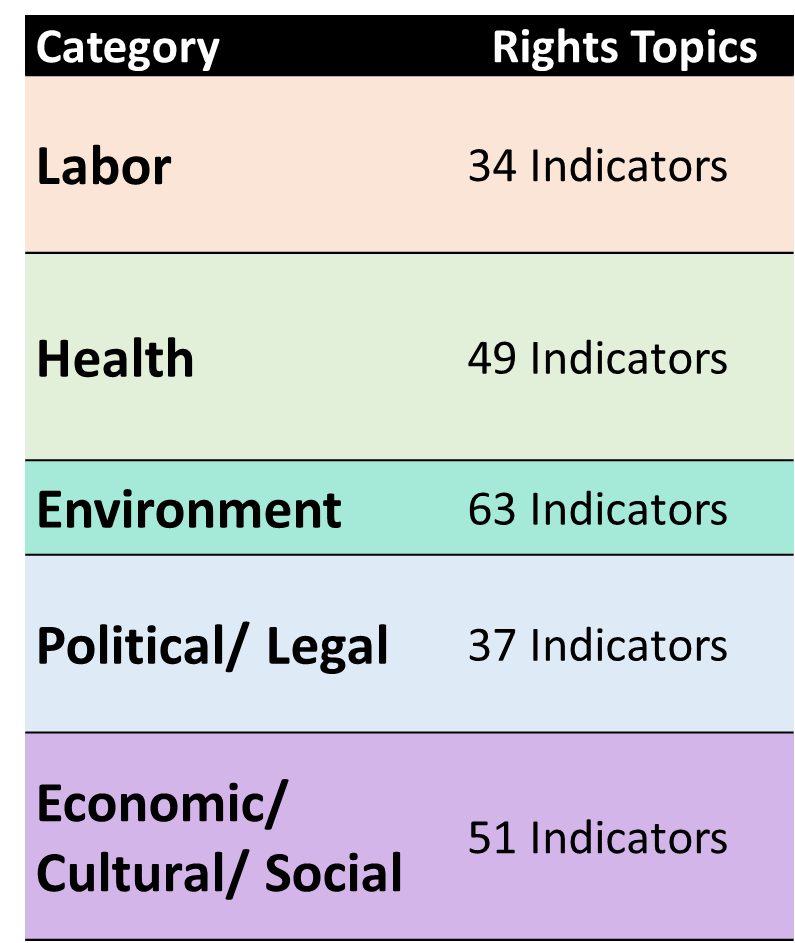 Category Rights Topics
Labor 34 Indicators
Health 49 Indicators
Environment 63 Indicators
Political/ Legal 37 Indicators
Economic/
Cultural/ Social 51 Indicators